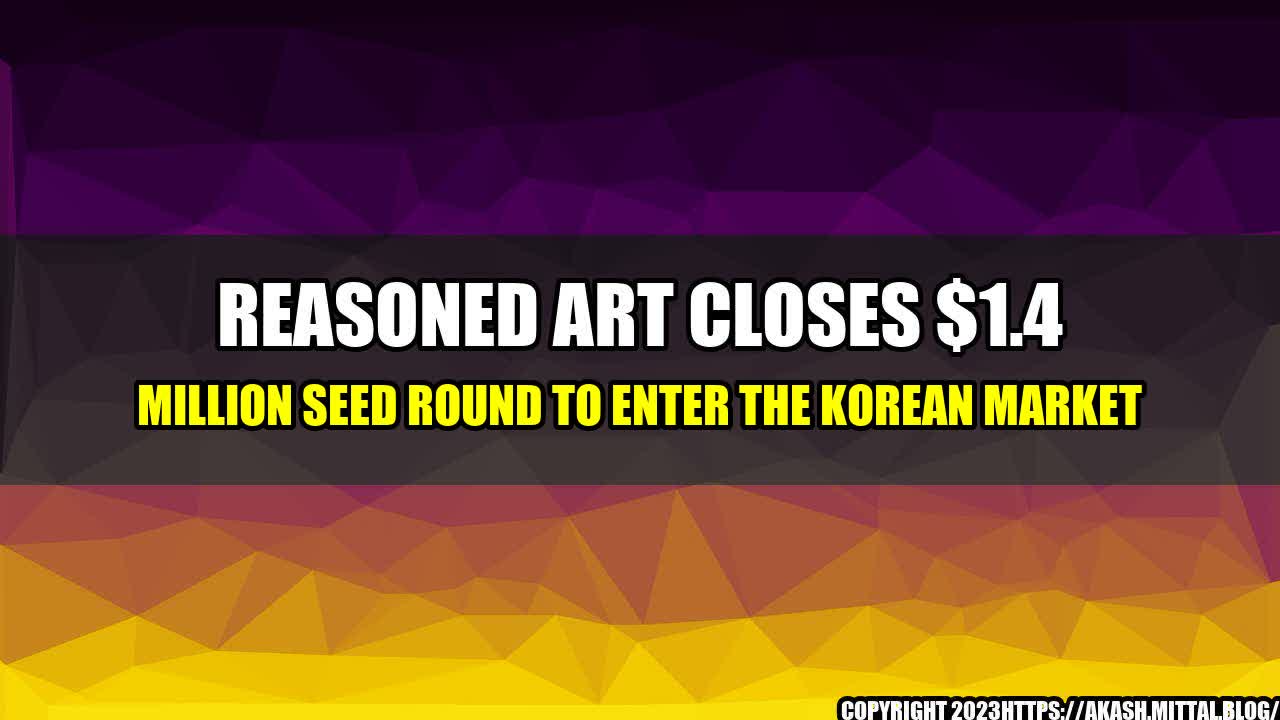 REASONED ART CLOSES $1.4
MILLION SEED ROUND TO ENTER THE KOREAN MARKET
COPYRIGHT 2023HTTPS://AKASH.MITTAL.BLOG/